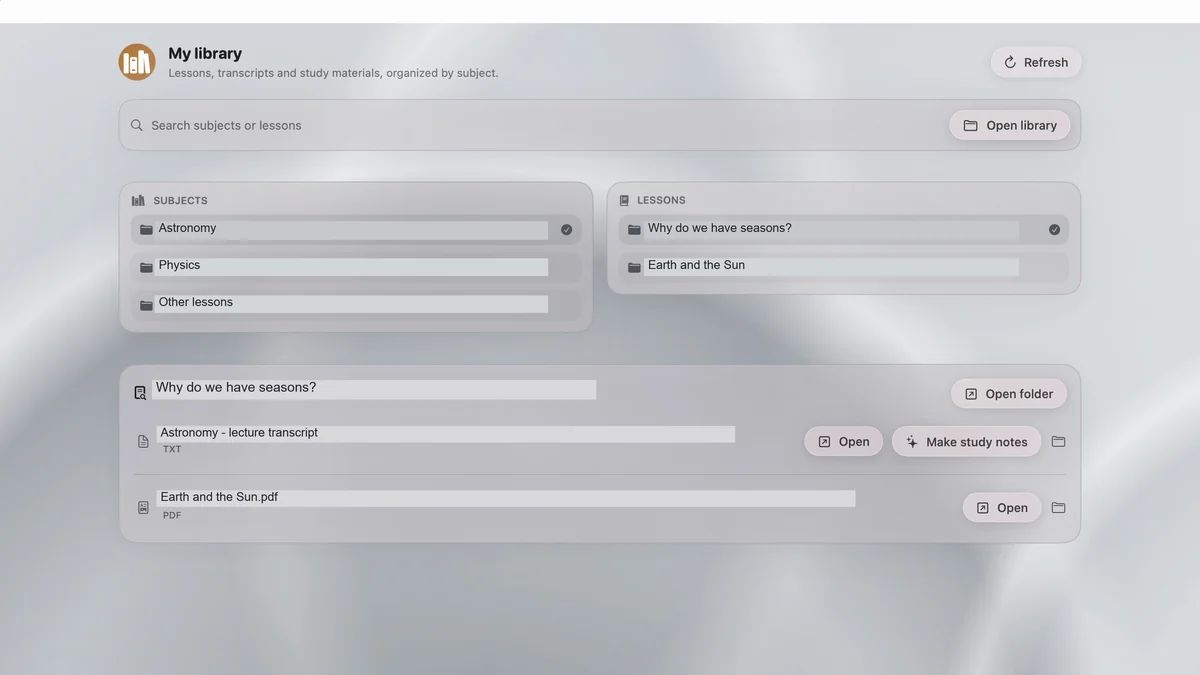 My library
Lessons, transcripts and study materials, organized by subject.
Refresh
Search subjects or lessons
Open library
SUBJECTS
Astronomy
Physics
Other lessons
LESSONS
Why do we have seasons?
Earth and the Sun
Why do we have seasons?
Open folder
Astronomy - lecture transcript
TXT
Open
Make study notes
Earth and the Sun.pdf
PDF
Open